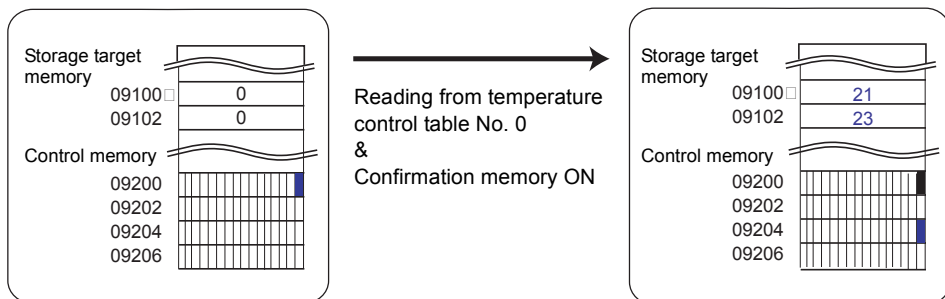 Storage target
memory
09100□ 0
09102 0
Control memory
09200
09202
09204
09206
Reading from temperature
control table No. 0
&
Confirmation memory ON
Storage target
memory
09100□ 21
09102 23
Control memory
09200
09202
09204
09206